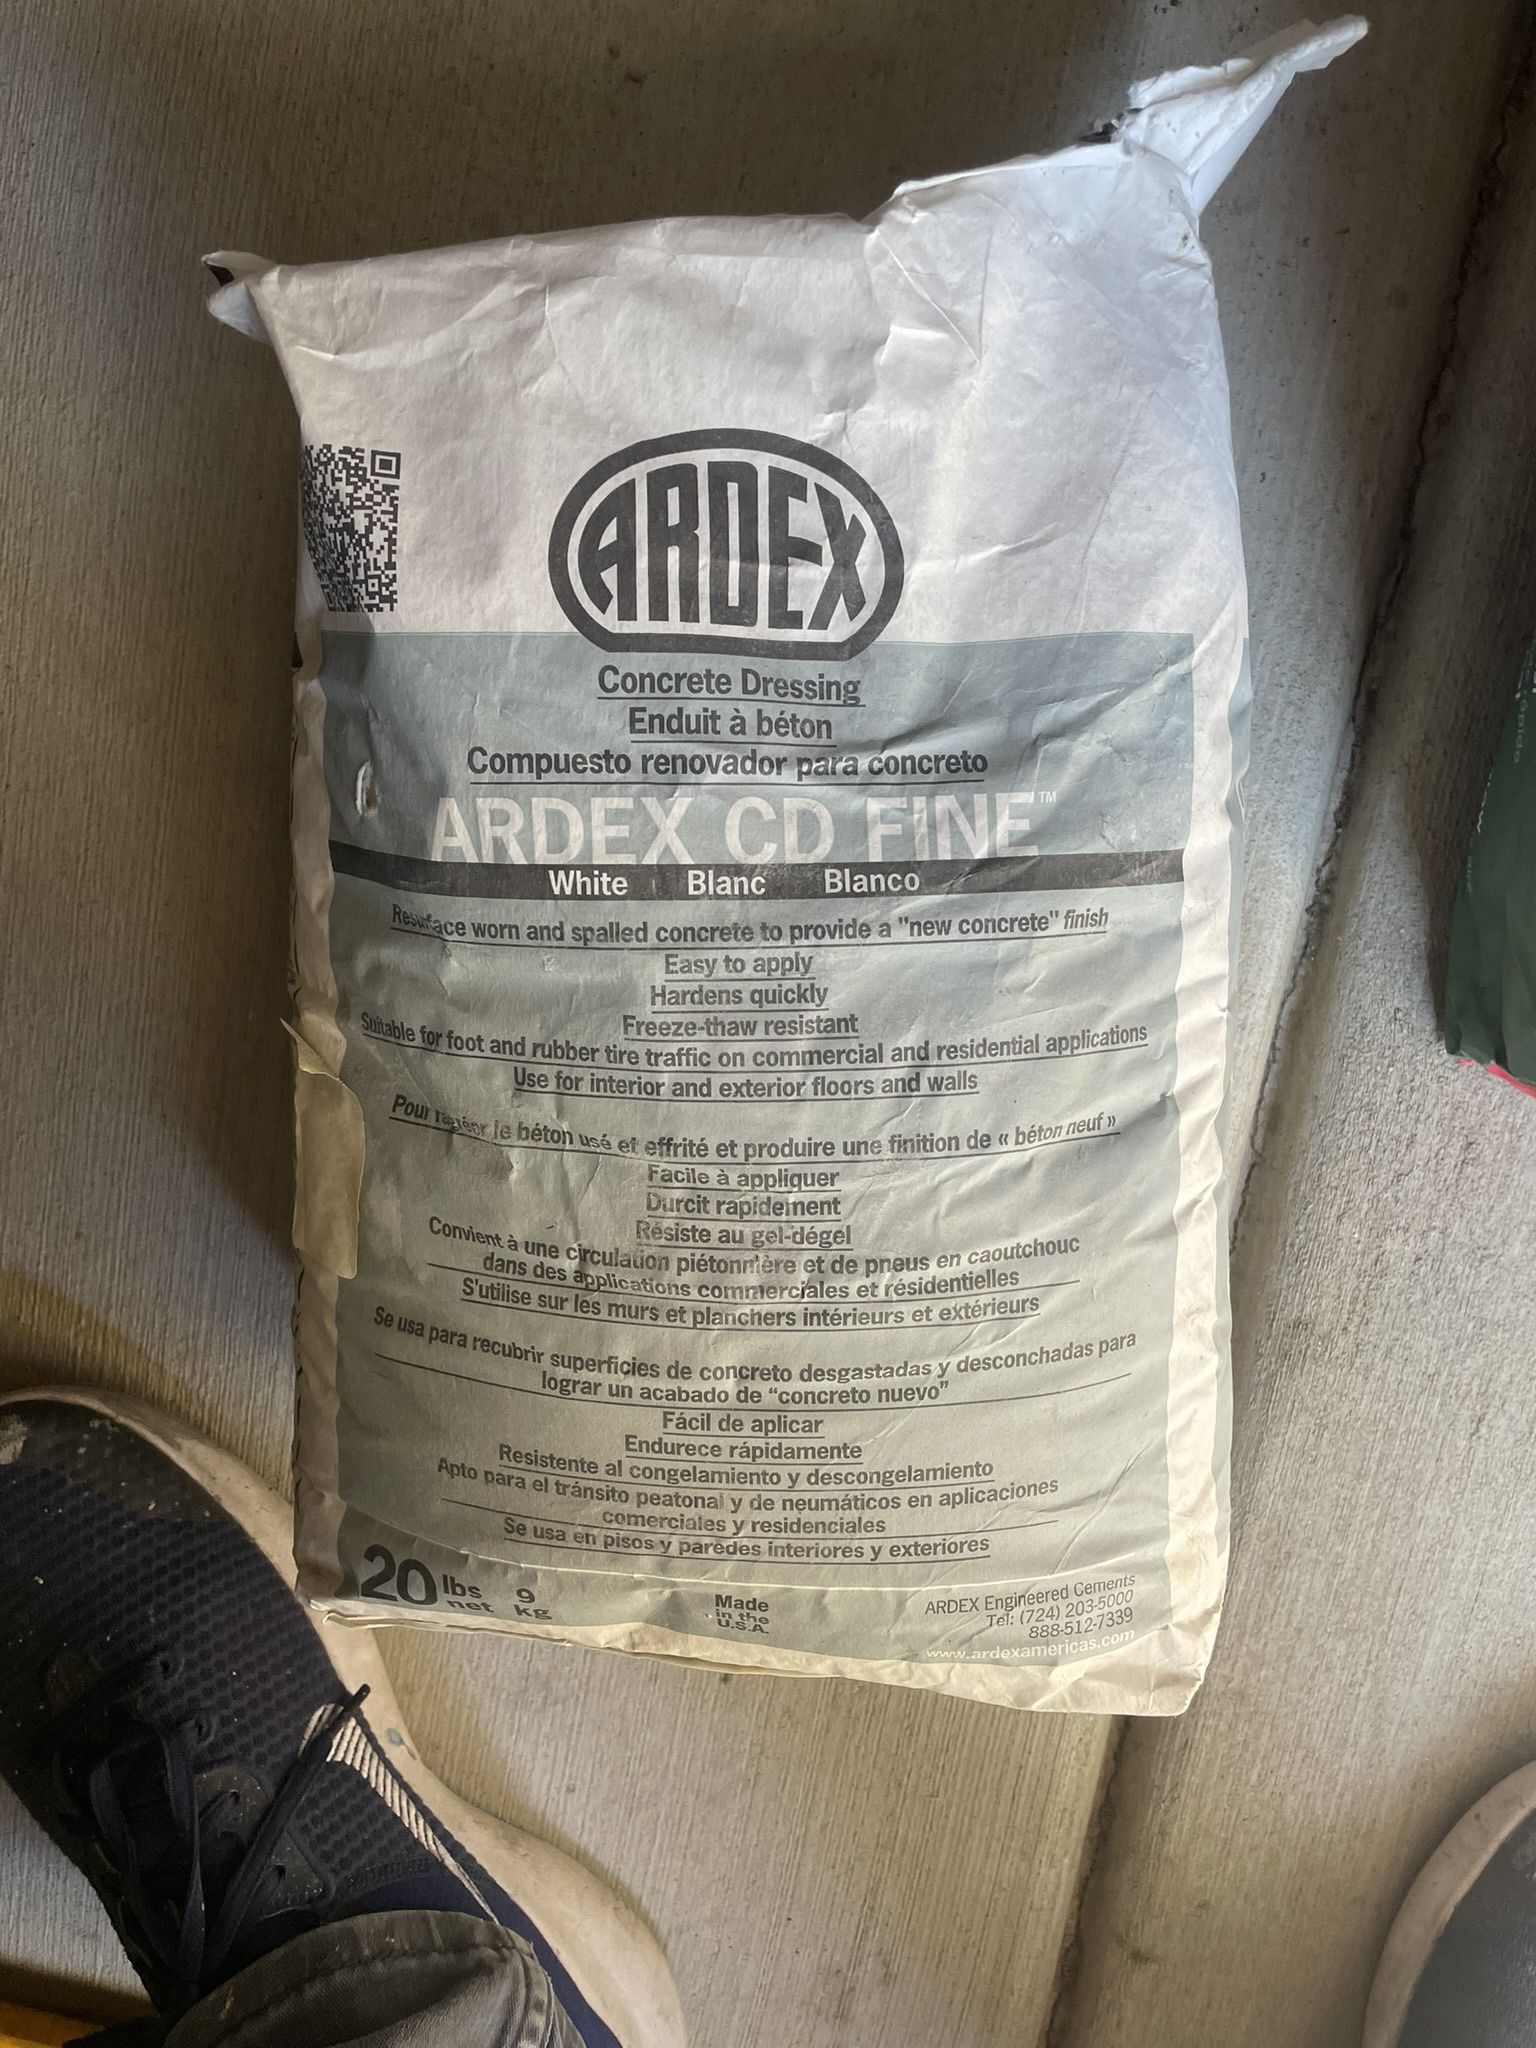 ARDEX
Concrete Dressing
Enduit à béton
Compuesto renovador para concreto
ARDEX CD FINE™
White Blanc Blanco
Resurface worn and spalled concrete to provide a "new concrete" finish
Easy to apply
Hardens quickly
Freeze-thaw resistant
Suitable for foot and rubber tire traffic on commercial and residential applications
Use for interior and exterior floors and walls
Pour ragréer le béton usé et effrité et produire une finition de « béton neuf »
Facile à appliquer
Durcit rapidement
Résiste au gel-dégel
Convient à une circulation piétonnière et de pneus en caoutchouc
dans des applications commerciales et résidentielles
S'utilise sur les murs et planchers intérieurs et extérieurs
Se usa para recubrir superficies de concreto desgastadas y desconchadas para
lograr un acabado de “concreto nuevo”
Fácil de aplicar
Endurece rápidamente
Resistente al congelamiento y descongelamiento
Apto para el tránsito peatonal y de neumáticos en aplicaciones
comerciales y residenciales
Se usa en pisos y paredes interiores y exteriores
20 lbs net 9 kg
Made
in the
U.S.A.
ARDEX Engineered Cements
Tel: (724) 203-5000
888-512-7339
www.ardexamericas.com